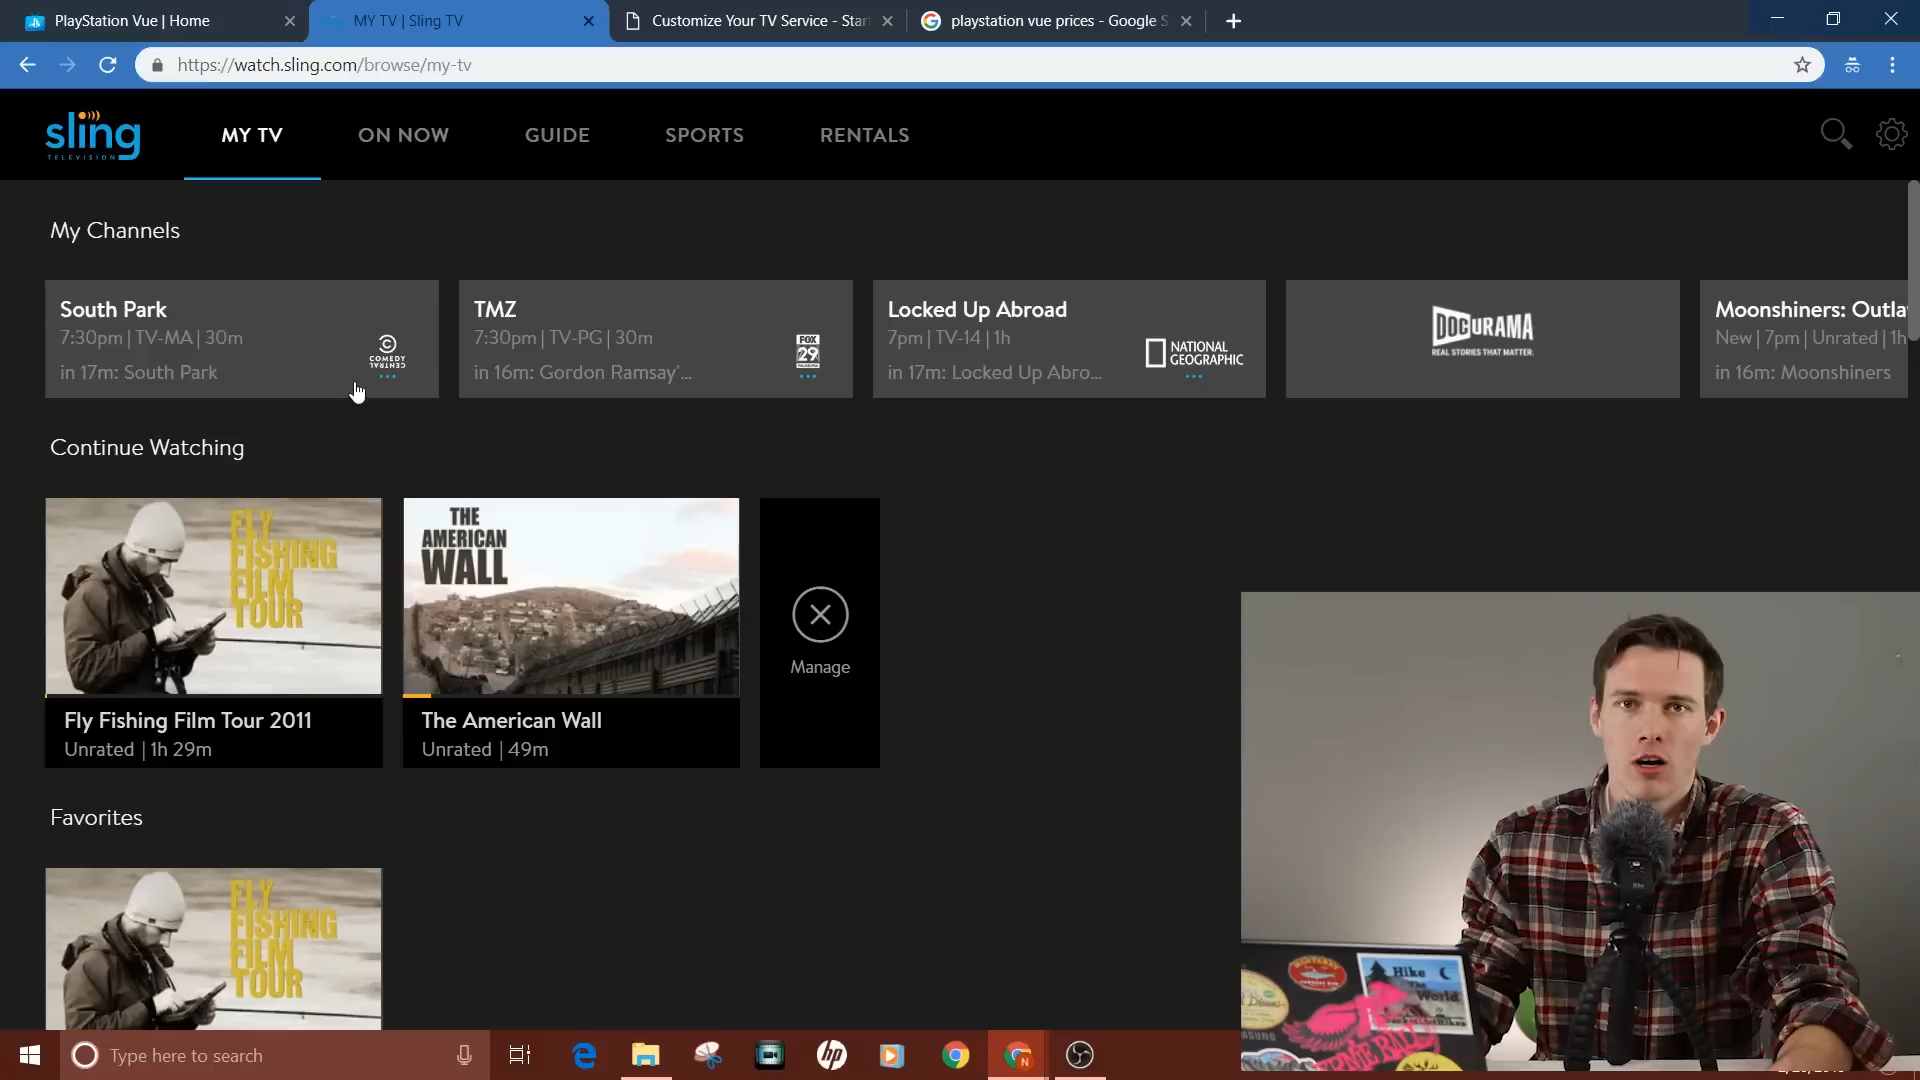 PlayStation Vue | Home
MY TV | Sling TV
Customize Your TV Service - Star
playstation vue prices - Google S
https://watch.sling.com/browse/my-tv
sling
TELEVISION
MY TV
ON NOW
GUIDE
SPORTS
RENTALS
My Channels
South Park
7:30pm | TV-MA | 30m
in 17m: South Park
COMEDY
CENTRAL
TMZ
7:30pm | TV-PG | 30m
in 16m: Gordon Ramsay'...
FOX
29
Locked Up Abroad
7pm | TV-14 | 1h
in 17m: Locked Up Abro...
NATIONAL
GEOGRAPHIC
DOCURAMA
REAL STORIES THAT MATTER.
Moonshiners: Outla
New | 7pm | Unrated | 1h
in 16m: Moonshiners
Continue Watching
FLY
FISHING
FILM
TOUR
Fly Fishing Film Tour 2011
Unrated | 1h 29m
THE
AMERICAN
WALL
The American Wall
Unrated | 49m
Manage
Favorites
FLY
FISHING
FILM
TOUR
Hike
The
World
Type here to search
hp